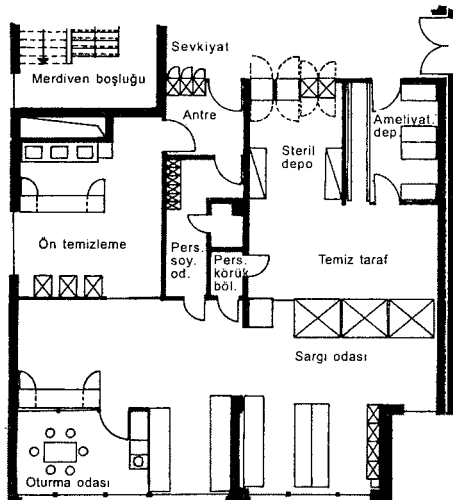 Sevkiyat
Merdiven boşluğu
Antre
Ameliyat.
dep.
Steril
depo
Ön temizleme
Pers.
soy.
od.
Pers.
körük
böl.
Temiz taraf
Sargı odası
Oturma odası